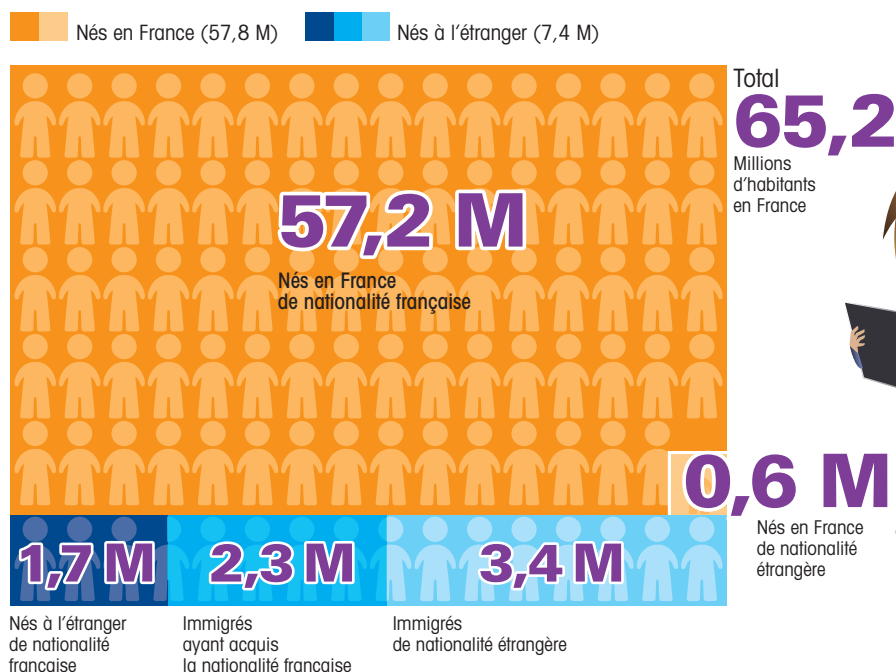 Nés en France (57,8 M)
Nés à l'étranger (7,4 M)
Total
65,2
Millions
d'habitants
en France
57,2 M
Nés en France
de nationalité française
0,6 M
Nés en France
de nationalité
étrangère
1,7 M
2,3 M
3,4 M
Nés à l'étranger
de nationalité
française
Immigrés
ayant acquis
la nationalité française
Immigrés
de nationalité étrangère